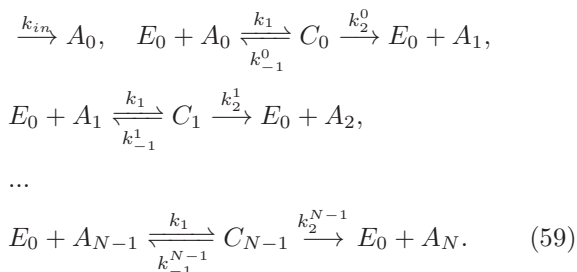 $\xrightarrow{k_{in}} A_0, \quad E_0 + A_0 \underset{k_{-1}^0}{\overset{k_1}{\rightleftharpoons}} C_0 \xrightarrow{k_2^0} E_0 + A_1,$
$E_0 + A_1 \underset{k_{-1}^1}{\overset{k_1}{\rightleftharpoons}} C_1 \xrightarrow{k_2^1} E_0 + A_2,$
...
$E_0 + A_{N-1} \underset{k_{-1}^{N-1}}{\overset{k_1}{\rightleftharpoons}} C_{N-1} \xrightarrow{k_2^{N-1}} E_0 + A_N. \quad (59)$